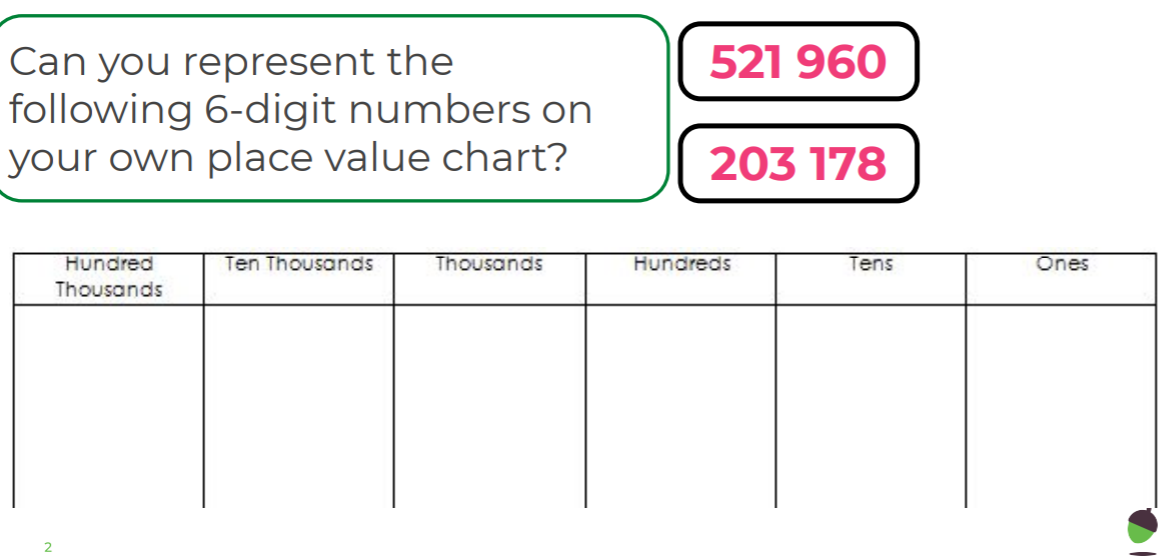 Can you represent the
following 6-digit numbers on
your own place value chart?
521 960
203 178
Hundred Thousands
Ten Thousands
Thousands
Hundreds
Tens
Ones
2